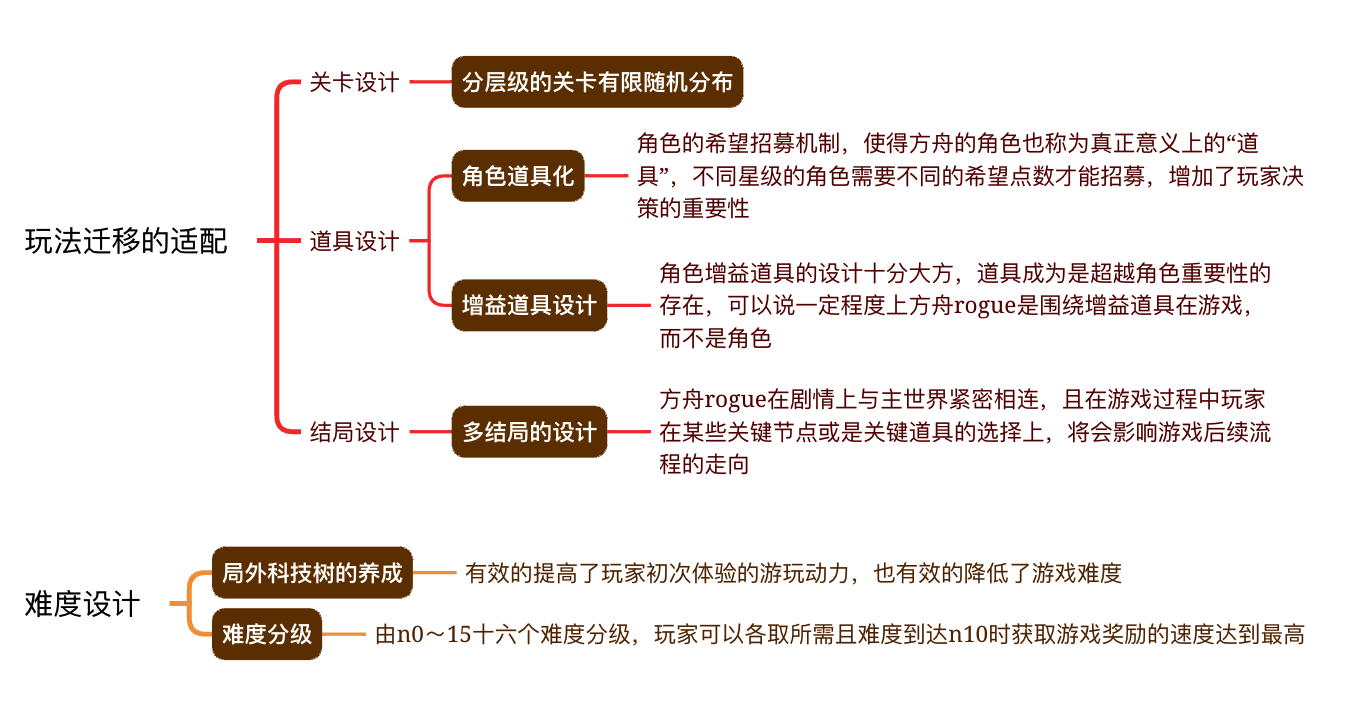 玩法迁移的适配
关卡设计
分层级的关卡有限随机分布
道具设计
角色道具化
角色的希望招募机制，使得方舟的角色也称为真正意义上的“道
具”，不同星级的角色需要不同的希望点数才能招募，增加了玩家决
策的重要性
增益道具设计
角色增益道具的设计十分大方，道具成为是超越角色重要性的
存在，可以说一定程度上方舟rogue是围绕增益道具在游戏，
而不是角色
结局设计
多结局的设计
方舟rogue在剧情上与主世界紧密相连，且在游戏过程中玩家
在某些关键节点或是关键道具的选择上，将会影响游戏后续流
程的走向
难度设计
局外科技树的养成
有效的提高了玩家初次体验的游玩动力，也有效的降低了游戏难度
难度分级
由n0～15十六个难度分级，玩家可以各取所需且难度到达n10时获取游戏奖励的速度达到最高